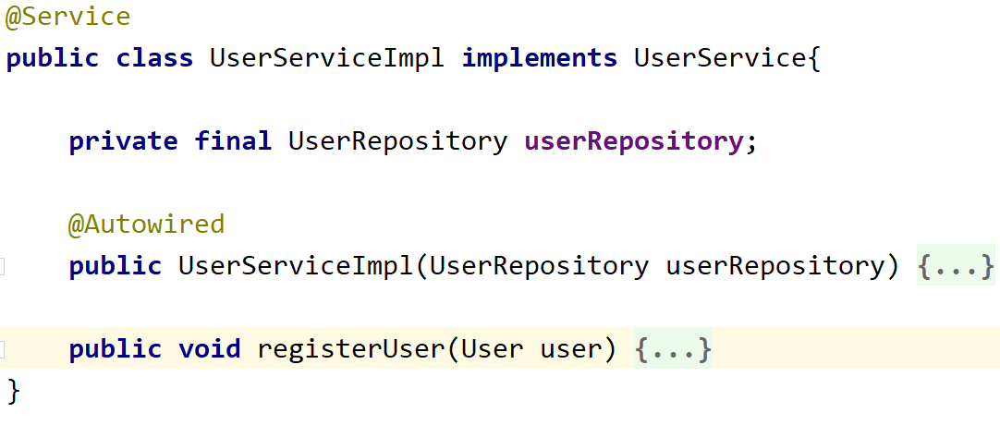 @Service
public class UserServiceImpl implements UserService{
private final UserRepository userRepository;
@Autowired
public UserServiceImpl(UserRepository userRepository) {...}
public void registerUser(User user) {...}
}